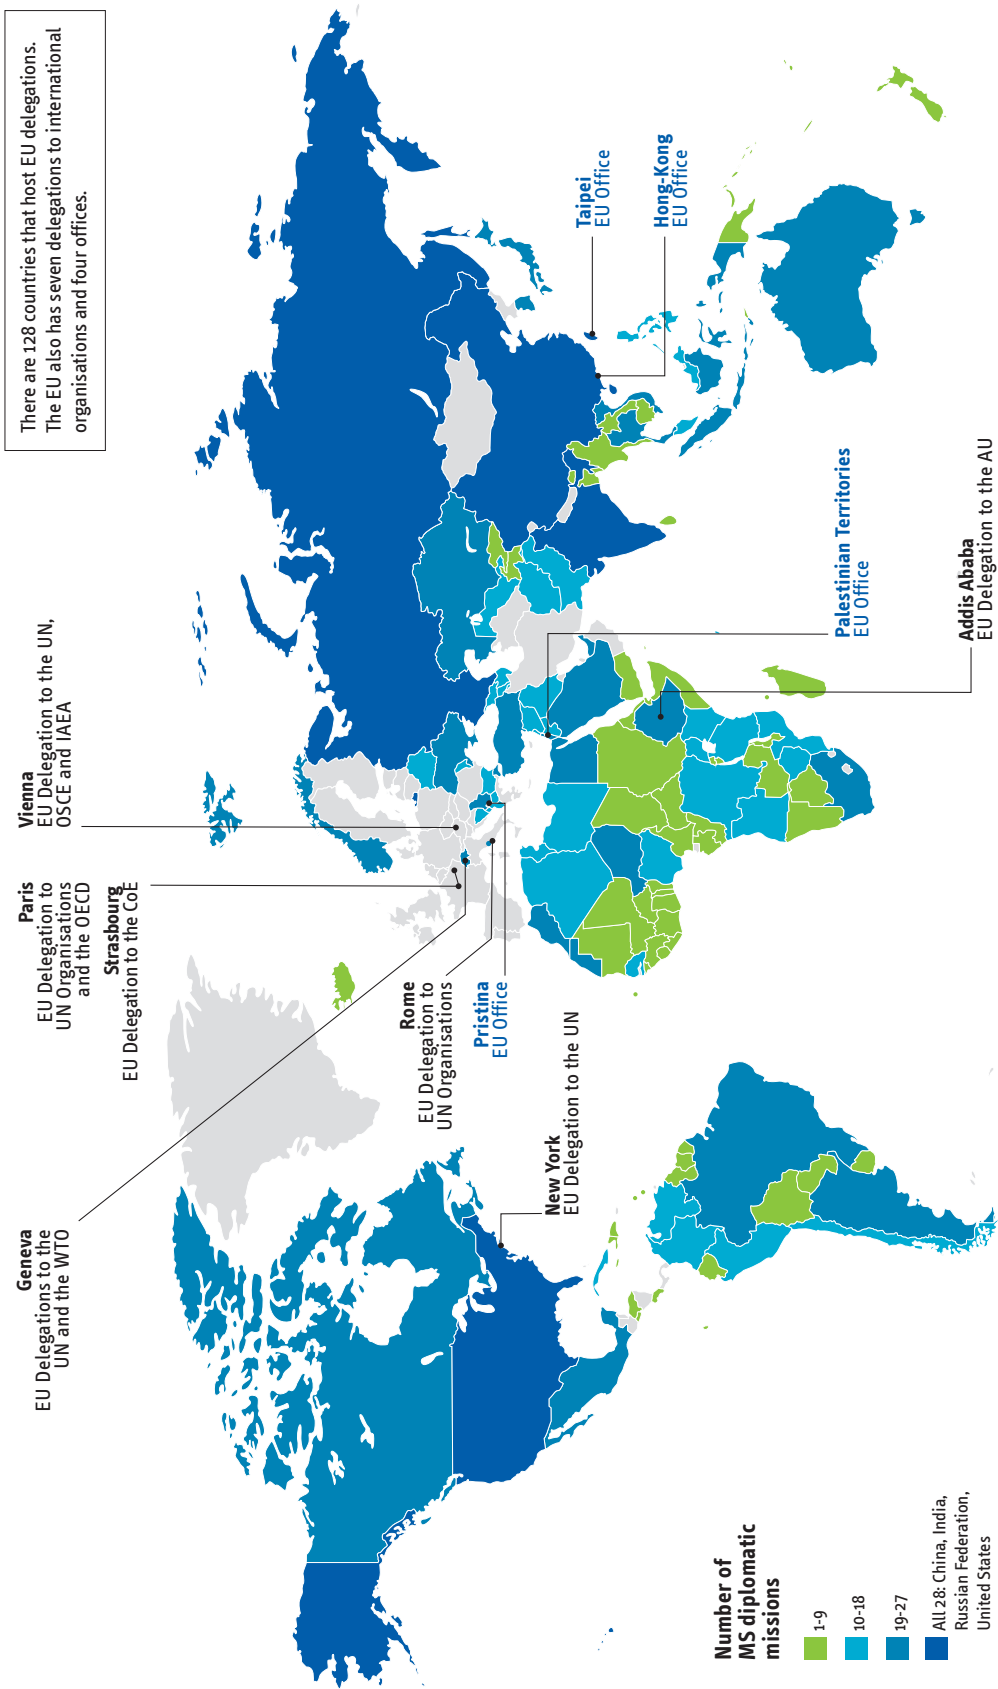 There are 128 countries that host EU delegations.
The EU also has seven delegations to international
organisations and four offices.
Vienna
EU Delegation to the UN,
OSCE and IAEA
Paris
EU Delegation to
UN Organisations
and the OECD
Strasbourg
EU Delegation to the CoE
Geneva
EU Delegations to the
UN and the WTO
Rome
EU Delegation to
UN Organisations
Pristina
EU Office
New York
EU Delegation to the UN
Taipei
EU Office
Hong-Kong
EU Office
Palestinian Territories
EU Office
Addis Ababa
EU Delegation to the AU
Number of
MS diplomatic
missions
1-9
10-18
19-27
All 28: China, India,
Russian Federation,
United States